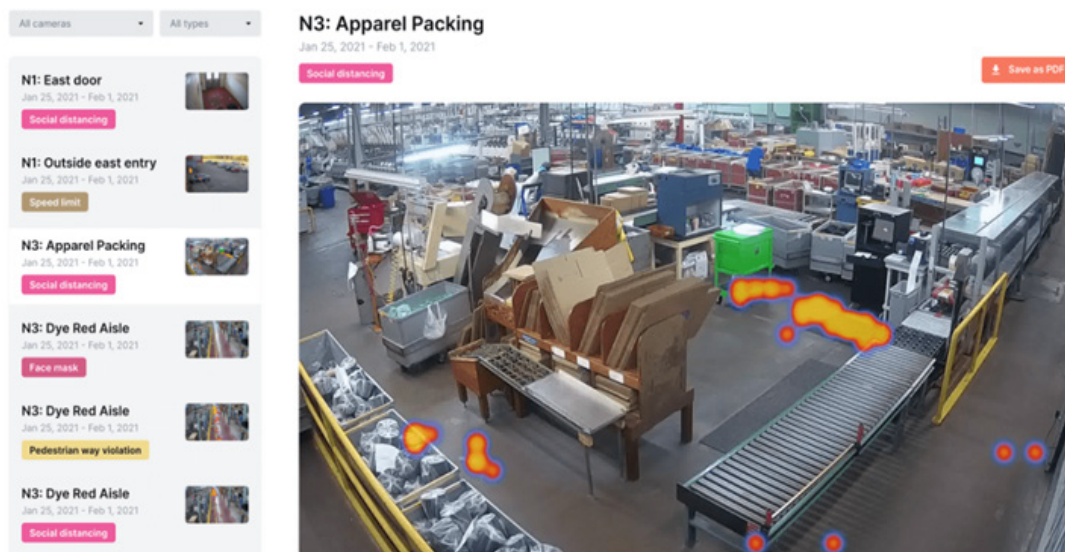 All cameras
All types
N1: East door
Jan 25, 2021 - Feb 1, 2021
Social distancing
N1: Outside east entry
Jan 25, 2021 - Feb 1, 2021
Speed limit
N3: Apparel Packing
Jan 25, 2021 - Feb 1, 2021
Social distancing
N3: Dye Red Aisle
Jan 25, 2021 - Feb 1, 2021
Face mask
N3: Dye Red Aisle
Jan 25, 2021 - Feb 1, 2021
Pedestrian way violation
N3: Dye Red Aisle
Jan 25, 2021 - Feb 1, 2021
Social distancing
N3: Apparel Packing
Jan 25, 2021 - Feb 1, 2021
Social distancing
Save as PDF